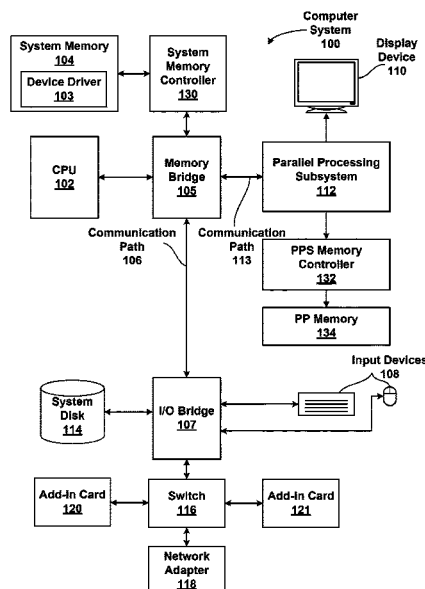 Computer
System
100
System Memory
104
Device Driver
103
System
Memory
Controller
130
Display
Device
110
CPU
102
Memory
Bridge
105
Parallel Processing
Subsystem
112
Communication
Path
106
Communication
Path
113
PPS Memory
Controller
132
PP Memory
134
Input Devices
108
System
Disk
114
I/O Bridge
107
Add-In Card
120
Switch
116
Add-In Card
121
Network
Adapter
118